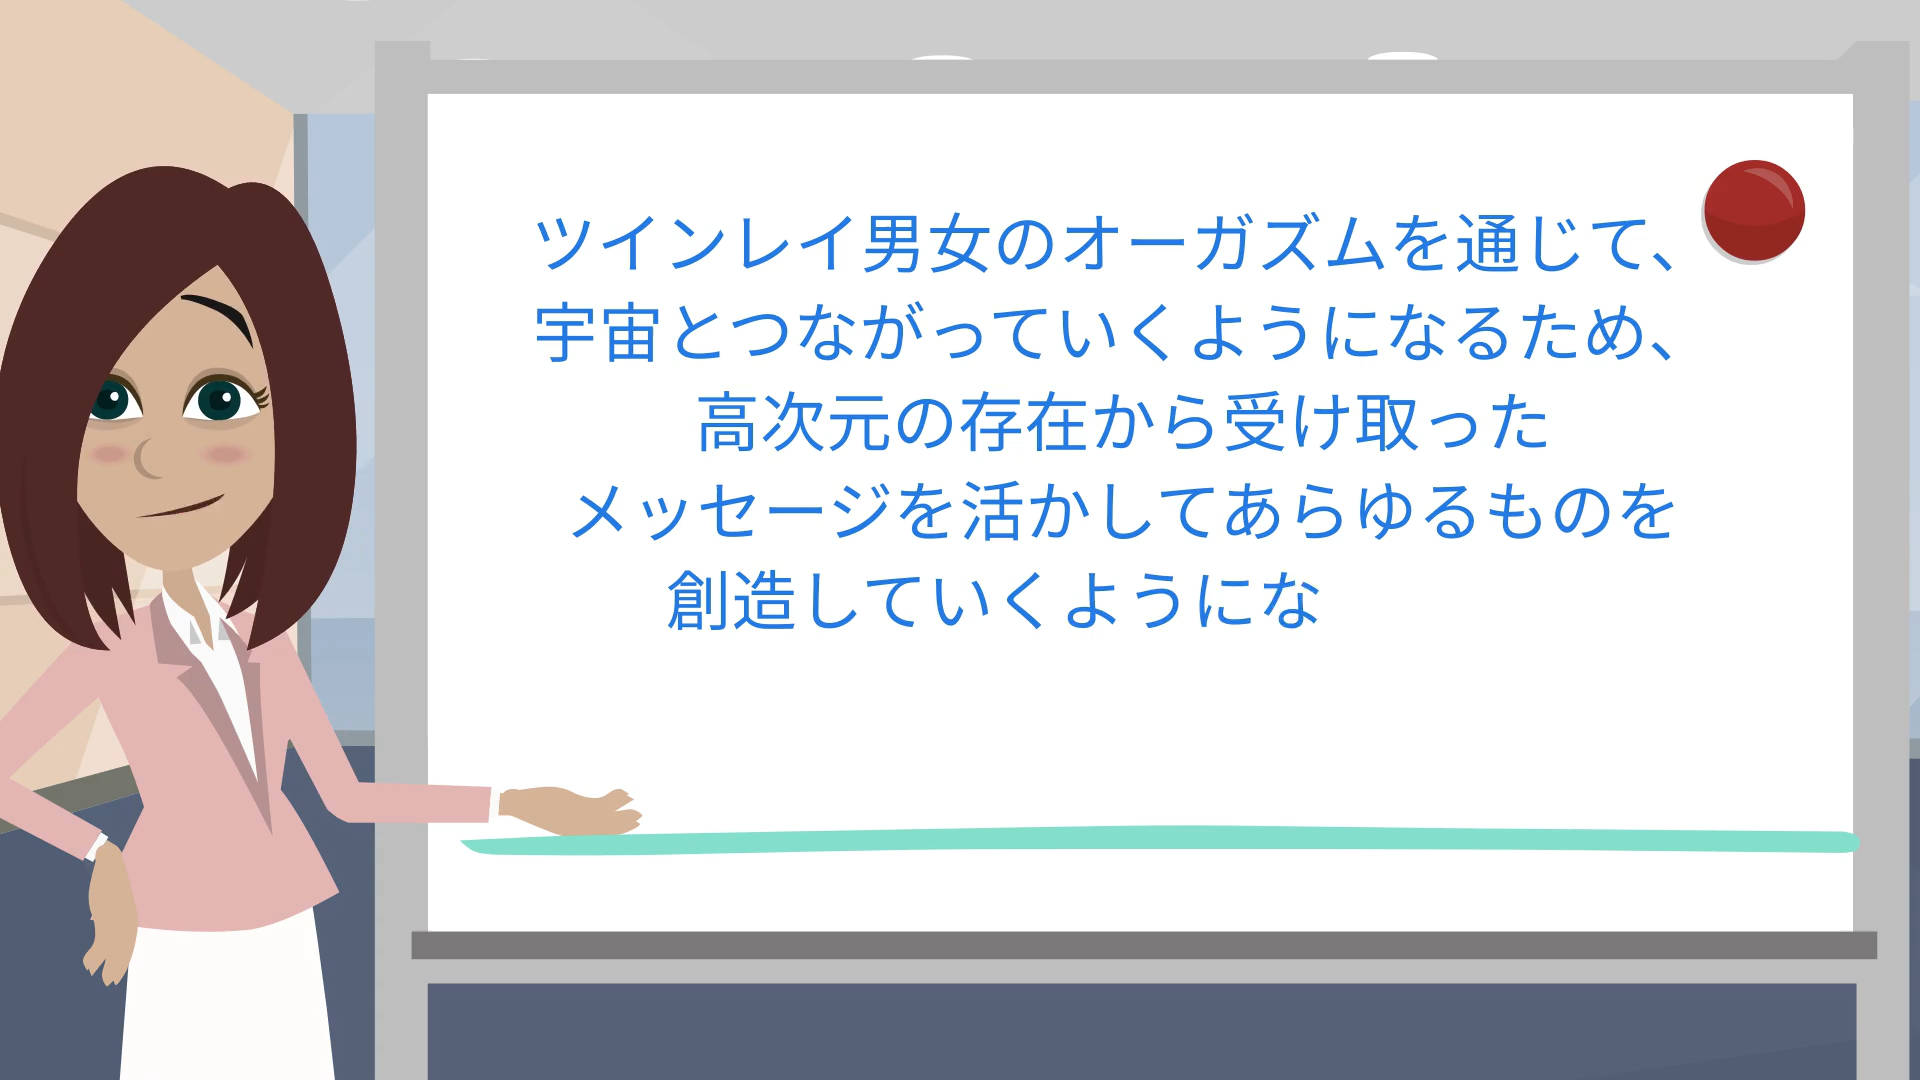 ツインレイ男女のオーガズムを通じて、
宇宙とつながっていくようになるため、
高次元の存在から受け取った
メッセージを活かしてあらゆるものを
創造していくようにな